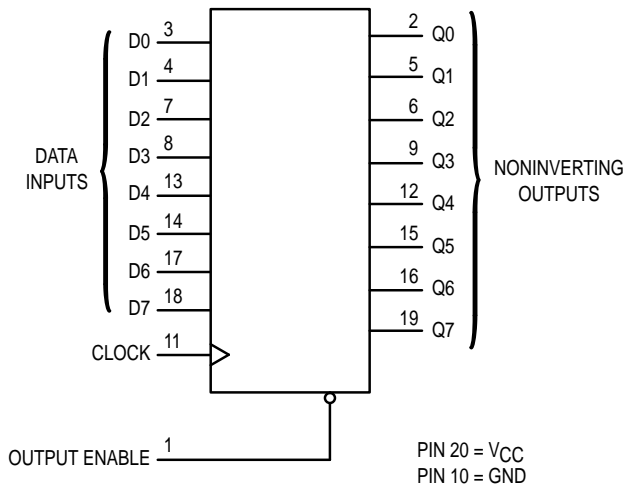 D0 3
D1 4
D2 7
D3 8
D4 13
D5 14
D6 17
D7 18
DATA
INPUTS
CLOCK 11
OUTPUT ENABLE 1
2 Q0
5 Q1
6 Q2
9 Q3
12 Q4
15 Q5
16 Q6
19 Q7
NONINVERTING
OUTPUTS
PIN 20 = VCC
PIN 10 = GND